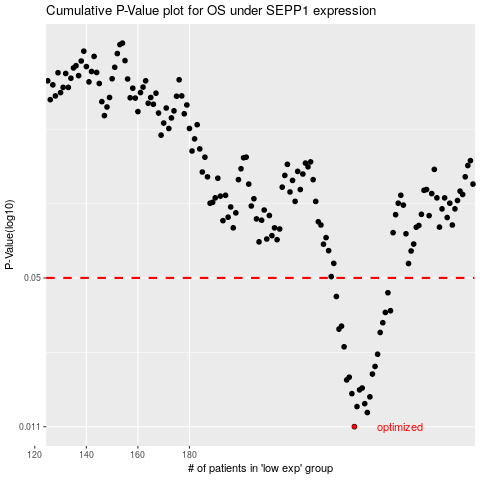 Cumulative P-Value plot for OS under SEPP1 expression
P-Value(log10)
0.05
0.011
optimized
120 140 160 180
# of patients in 'low exp' group